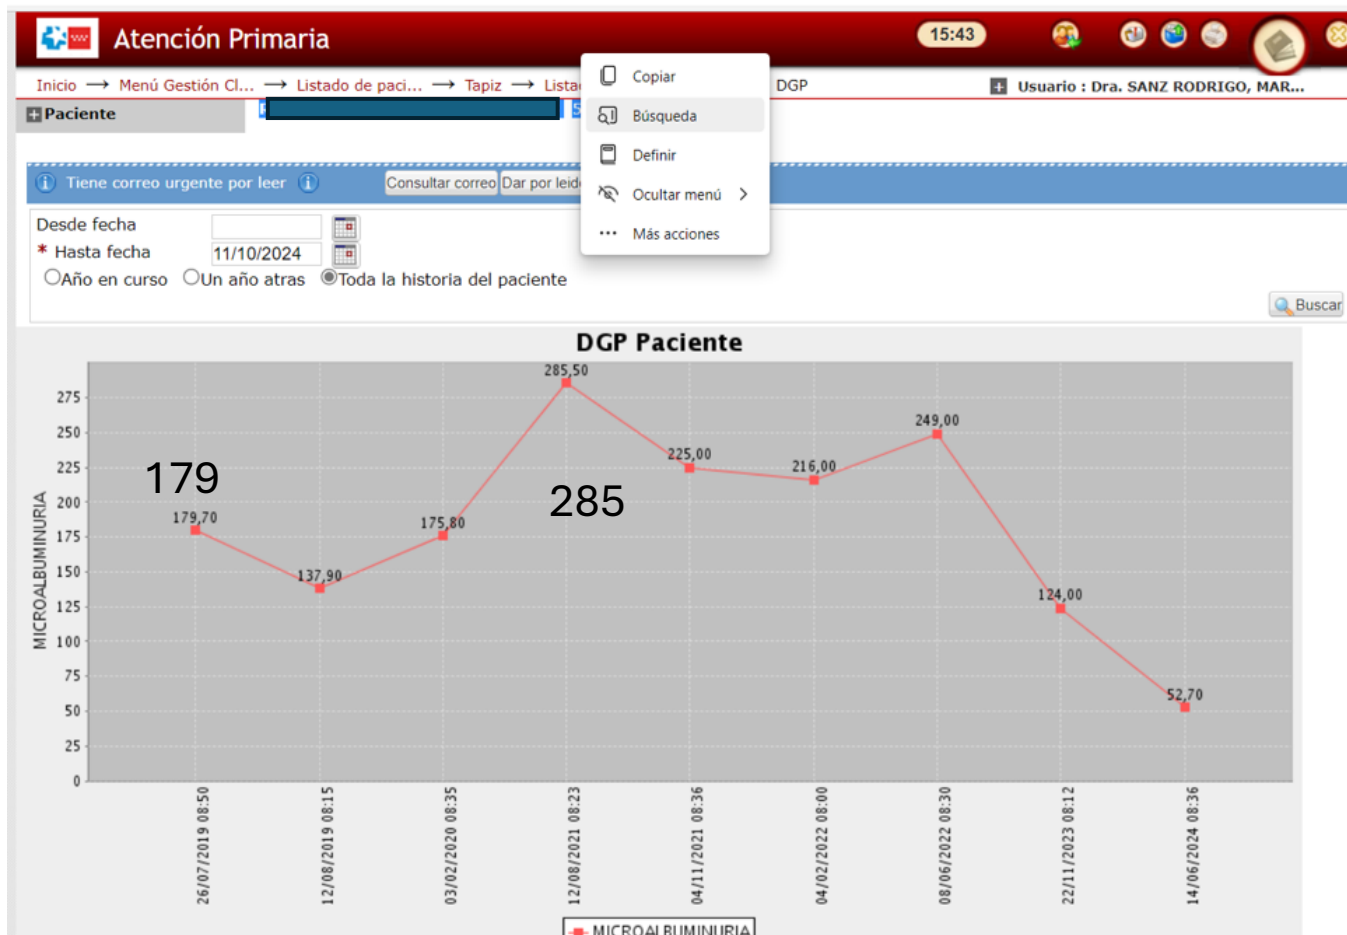 Atención Primaria
15:43
Inicio → Menú Gestión Cl... → Listado de paci... → Tapiz → Lista
DGP
Usuario : Dra. SANZ RODRIGO, MAR...
Paciente
Copiar
Búsqueda
Definir
Ocultar menú
Más acciones
Tiene correo urgente por leer
Consultar correo
Dar por leid
Desde fecha
* Hasta fecha 11/10/2024
Año en curso Un año atras Toda la historia del paciente
Buscar
DGP Paciente
MICROALBUMINURIA
275
250
225
200
175
150
125
100
75
50
25
0
179
285
179,70
137,90
175,80
285,50
225,00
216,00
249,00
124,00
52,70
26/07/2019 08:50
12/08/2019 08:15
03/02/2020 08:35
12/08/2021 08:23
04/11/2021 08:36
04/02/2022 08:00
08/06/2022 08:30
22/11/2023 08:12
14/06/2024 08:36
MICROALBUMINURIA